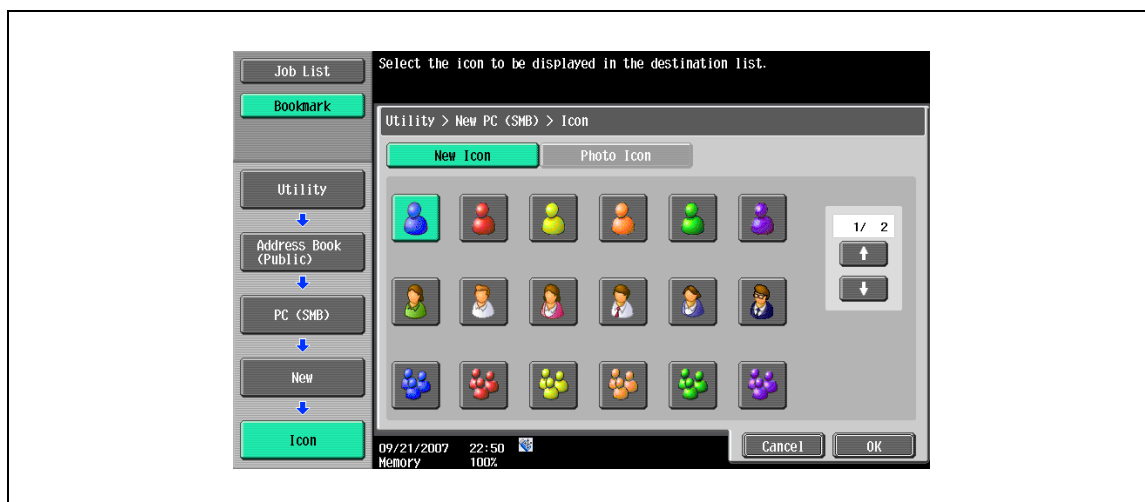 Job List
Bookmark
Select the icon to be displayed in the destination list.
Utility > New PC (SMB) > Icon
New Icon
Photo Icon
Utility
Address Book
(Public)
PC (SMB)
New
Icon
1/ 2
09/21/2007 22:50
Memory 100%
Cancel
OK